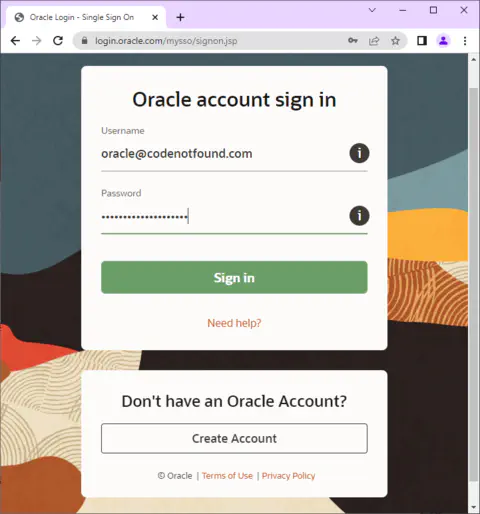 Oracle Login - Single Sign On
login.oracle.com/mysso/signon.jsp
Oracle account sign in
Username
oracle@codenotfound.com
Password
••••••••••••••••••••
Sign in
Need help?
Don't have an Oracle Account?
Create Account
© Oracle | Terms of Use | Privacy Policy